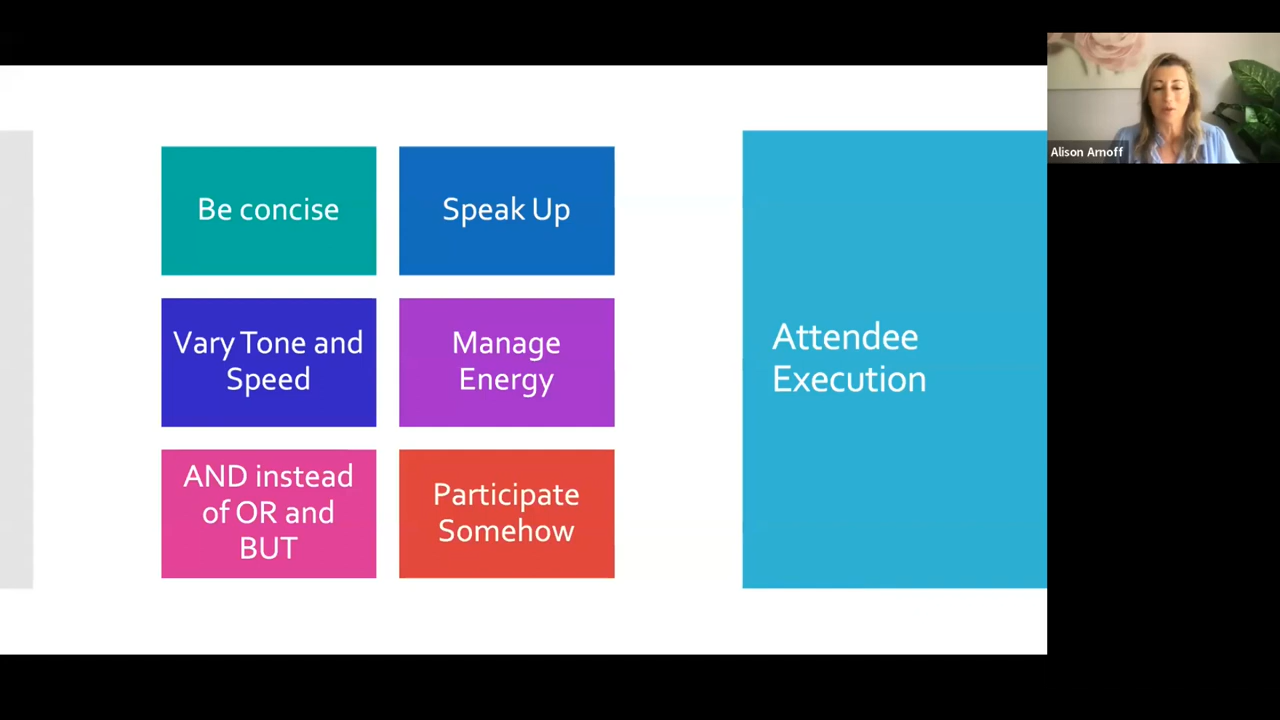 Be concise
Speak Up
Vary Tone and
Speed
Manage
Energy
AND instead
of OR and
BUT
Participate
Somehow
Attendee
Execution
Alison Arnoff